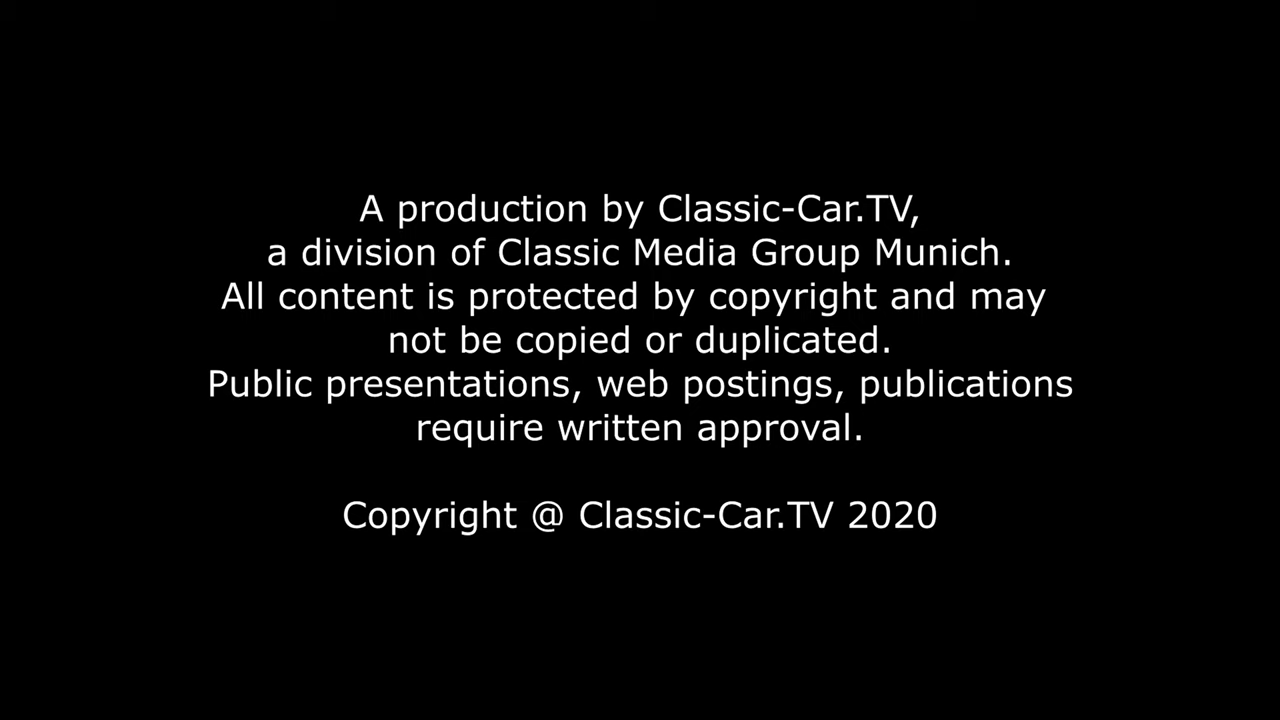 A production by Classic-Car.TV,
a division of Classic Media Group Munich.
All content is protected by copyright and may
not be copied or duplicated.
Public presentations, web postings, publications
require written approval.
Copyright @ Classic-Car.TV 2020